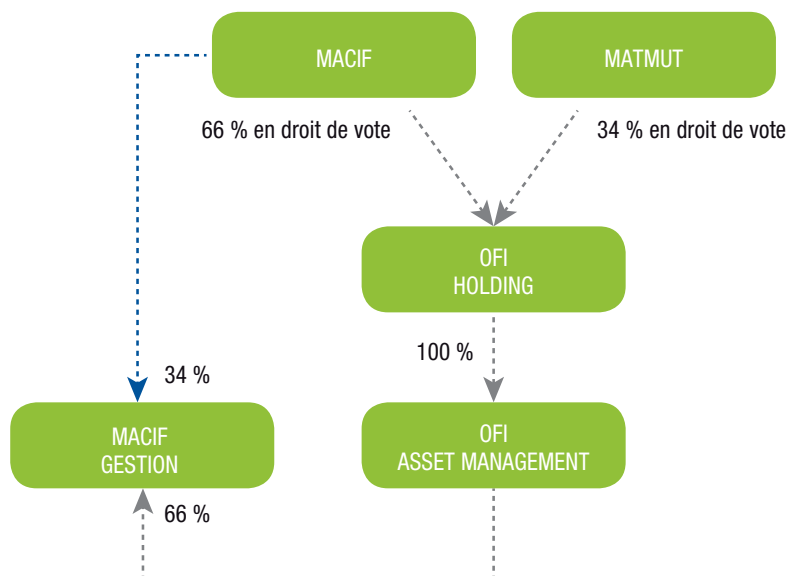 MACIF
MATMUT
66 % en droit de vote
34 % en droit de vote
OFI
HOLDING
100 %
34 %
MACIF
GESTION
OFI
ASSET MANAGEMENT
66 %